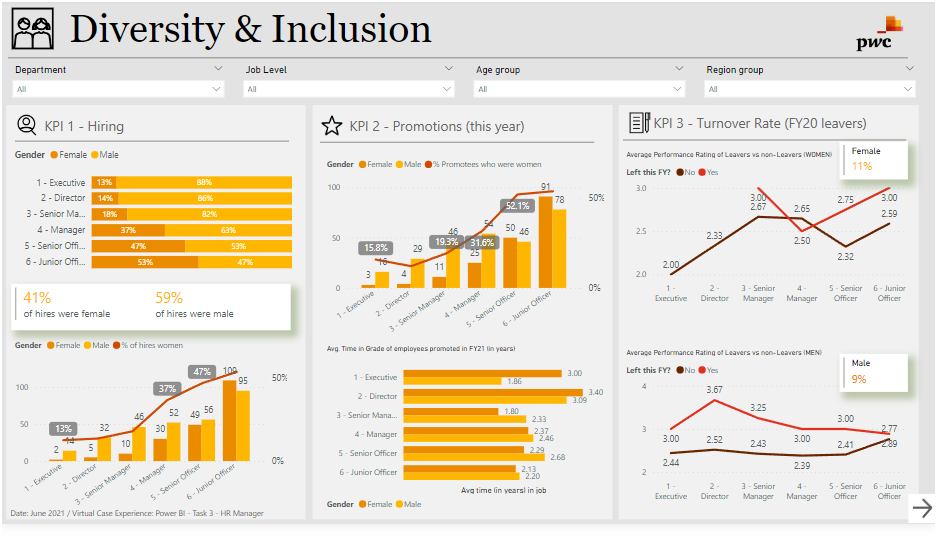 Diversity & Inclusion
pwc
Department
Job Level
Age group
Region group
All
All
All
All
KPI 1 - Hiring
Gender Female Male
1 - Executive 13% 88%
2 - Director 14% 86%
3 - Senior Ma... 18% 82%
4 - Manager 37% 63%
5 - Senior Offi... 47% 53%
6 - Junior Offi... 53% 47%
41% 59%
of hires were female of hires were male
Gender Female Male % of hires women
100
50
0
50%
0%
13% 37% 47%
2 14 5 32 10 46 30 52 49 56 109 95
1 - Executive
2 - Director
3 - Senior Manager
4 - Manager
5 - Senior Officer
6 - Junior Officer
Date: June 2021 / Virtual Case Experience: Power BI - Task 3 - HR Manager
KPI 2 - Promotions (this year)
Gender Female Male % Promotees who were women
100
50
0
50%
0%
15.8% 19.3% 31.6% 52.1%
3 16 4 29 11 46 25 54 50 46 91 78
1 - Executive
2 - Director
3 - Senior Manager
4 - Manager
5 - Senior Officer
6 - Junior Officer
Avg. Time in Grade of employees promoted in FY21 (in years)
1 - Executive 3.00 1.86
2 - Director 3.40 3.09
3 - Senior Mana... 1.80 2.33
4 - Manager 2.37 2.46
5 - Senior Officer 2.29 2.68
6 - Junior Officer 2.13 2.20
Avg time (in years) in job
Gender Female Male
KPI 3 - Turnover Rate (FY20 leavers)
Average Performance Rating of Leavers vs non-Leavers (WOMEN)
Female
11%
Left this FY? No Yes
3.0
2.5
2.0
2.00 2.33 2.67 2.65 2.32 2.59
3.00 2.50 2.75 3.00
1 - Executive
2 - Director
3 - Senior Manager
4 - Manager
5 - Senior Officer
6 - Junior Officer
Average Performance Rating of Leavers vs non-Leavers (MEN)
Male
9%
Left this FY? No Yes
4
3
2
3.00 3.67 3.25 3.00 3.00 2.89
2.44 2.52 2.43 2.39 2.41 2.77
1 - Executive
2 - Director
3 - Senior Manager
4 - Manager
5 - Senior Officer
6 - Junior Officer